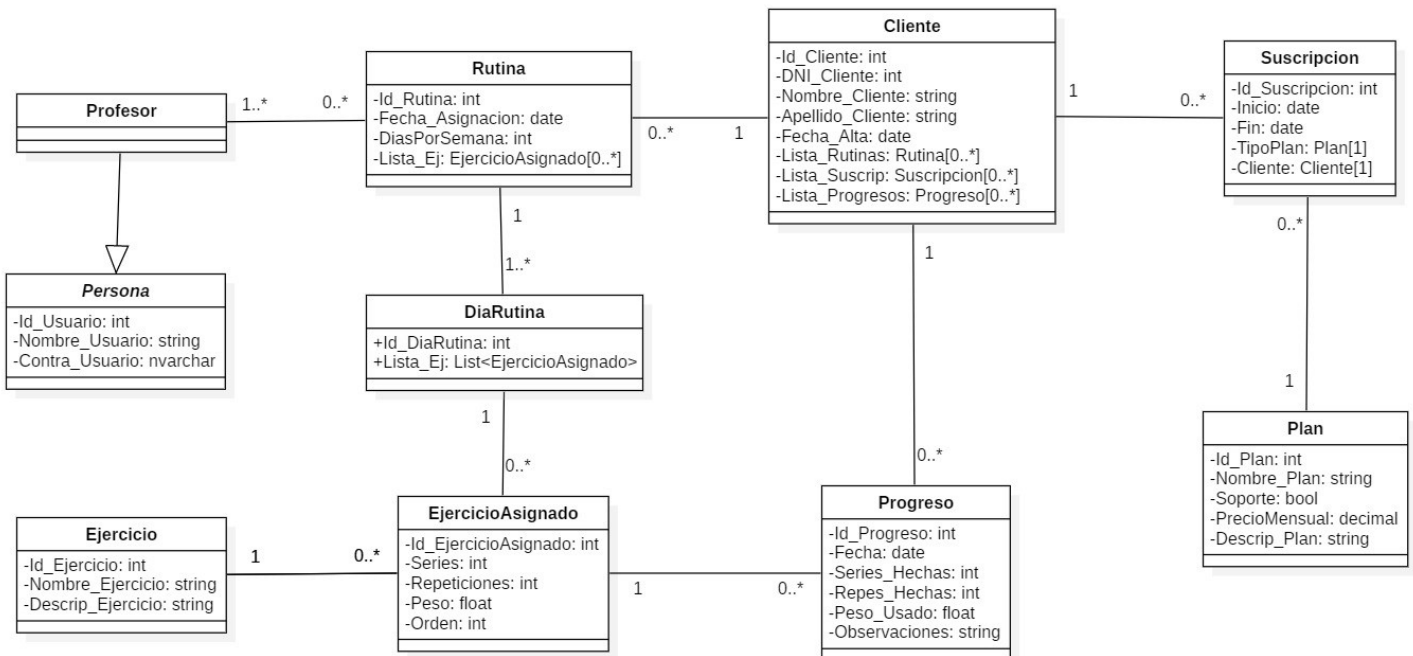 Cliente
-Id_Cliente: int
-DNI_Cliente: int
-Nombre_Cliente: string
-Apellido_Cliente: string
-Fecha_Alta: date
-Lista_Rutinas: Rutina[0..*]
-Lista_Suscrip: Suscripcion[0..*]
-Lista_Progresos: Progreso[0..*]
Suscripcion
-Id_Suscripcion: int
-Inicio: date
-Fin: date
-TipoPlan: Plan[1]
-Cliente: Cliente[1]
Rutina
-Id_Rutina: int
-Fecha_Asignacion: date
-DiasPorSemana: int
-Lista_Ej: EjercicioAsignado[0..*]
Profesor
1..*
0..*
0..*
1
1
0..*
1
1..*
1
0..*
Persona
-Id_Usuario: int
-Nombre_Usuario: string
-Contra_Usuario: nvarchar
DiaRutina
+Id_DiaRutina: int
+Lista_Ej: List<EjercicioAsignado>
1
0..*
0..*
1
Plan
-Id_Plan: int
-Nombre_Plan: string
-Soporte: bool
-PrecioMensual: decimal
-Descrip_Plan: string
Ejercicio
-Id_Ejercicio: int
-Nombre_Ejercicio: string
-Descrip_Ejercicio: string
1
0..*
EjercicioAsignado
-Id_EjercicioAsignado: int
-Series: int
-Repeticiones: int
-Peso: float
-Orden: int
1
0..*
Progreso
-Id_Progreso: int
-Fecha: date
-Series_Hechas: int
-Repes_Hechas: int
-Peso_Usado: float
-Observaciones: string